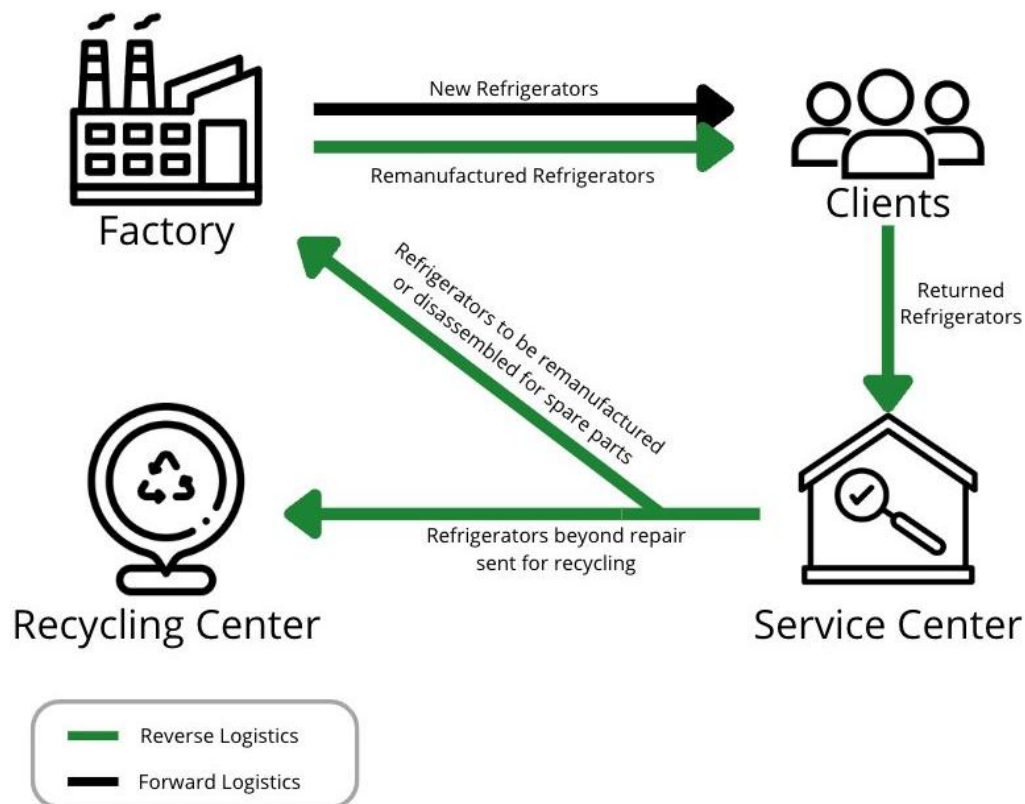 New Refrigerators
Remanufactured Refrigerators
Factory
Clients
Refrigerators to be remanufactured
or disassembled for spare parts
Returned
Refrigerators
Refrigerators beyond repair
sent for recycling
Recycling Center
Service Center
Reverse Logistics
Forward Logistics